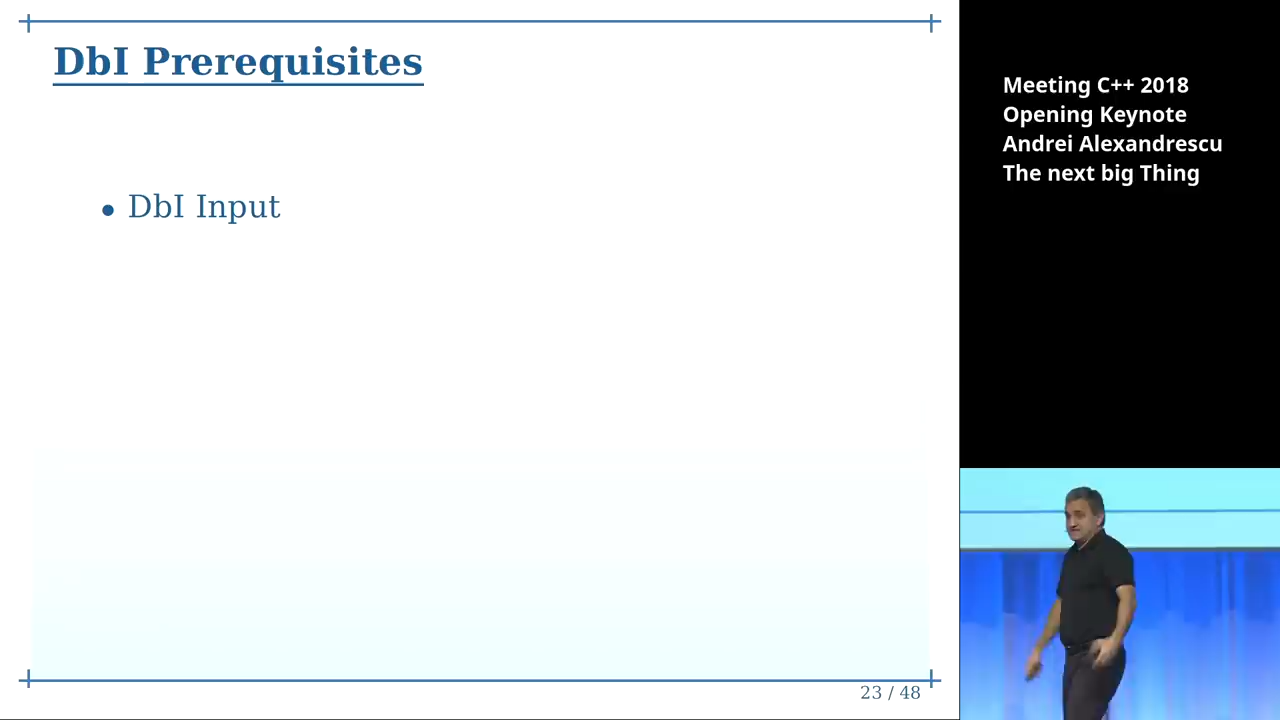 DbI Prerequisites
• DbI Input
23 / 48
Meeting C++ 2018
Opening Keynote
Andrei Alexandrescu
The next big Thing